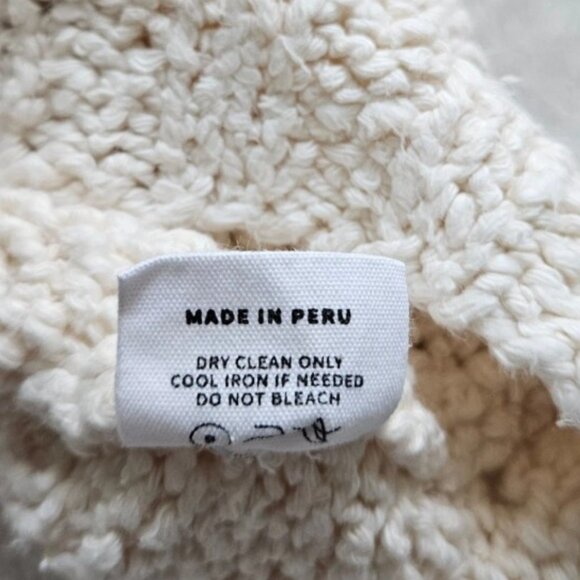 MADE IN PERU
DRY CLEAN ONLY
COOL IRON IF NEEDED
DO NOT BLEACH